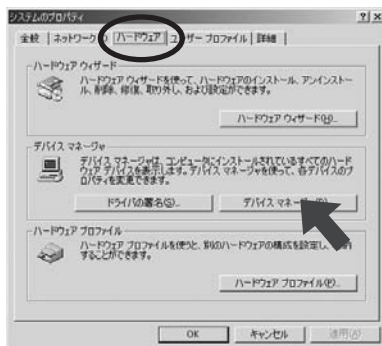 システムのプロパティ
全般 ネットワークID ハードウェア ユーザー プロファイル 詳細
ハードウェア ウィザード
ハードウェア ウィザードを使って、ハードウェアのインストール、アンインストー
ル、削除、修復、取り外し、および設定ができます。
ハードウェア ウィザード(W)...
デバイス マネージャ
デバイス マネージャは、コンピュータにインストールされているすべてのハード
ウェア デバイスを表示します。デバイス マネージャを使って、各デバイスのプ
ロパティを変更できます。
ドライバの署名(S)...
デバイス マネージャ(D)...
ハードウェア プロファイル
ハードウェア プロファイルを使うと、別のハードウェアの構成を設定し、
することができます。
ハードウェア プロファイル(P)...
OK キャンセル 適用(A)